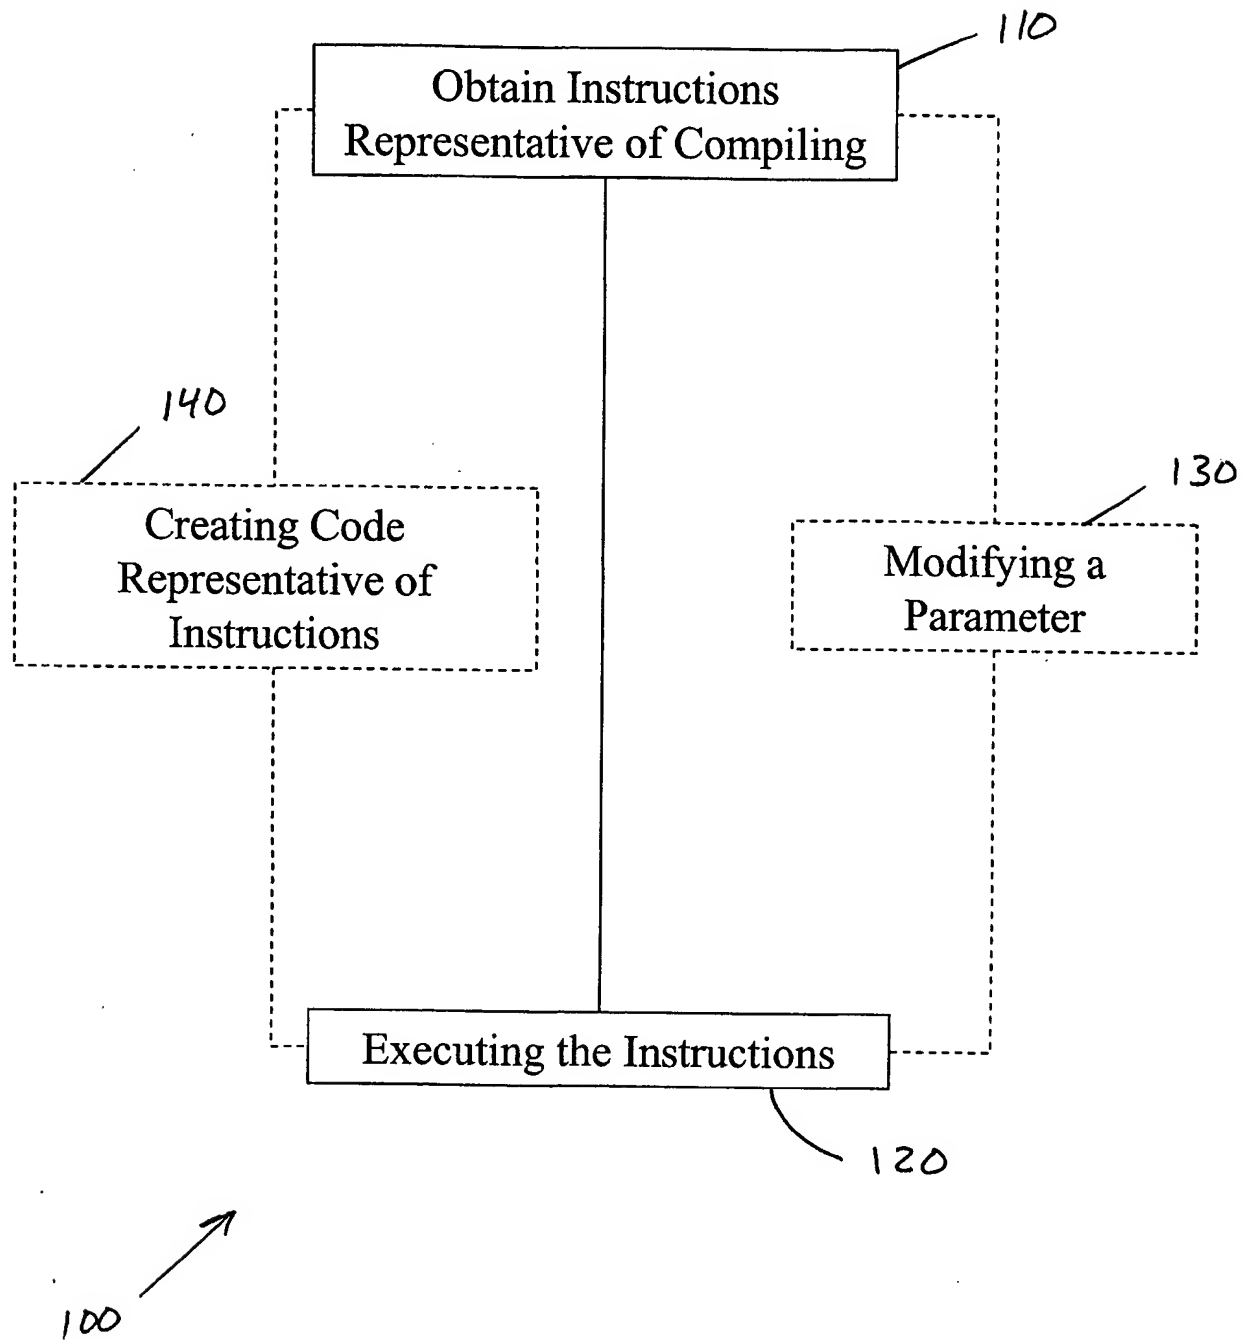 110
Obtain Instructions
Representative of Compiling
140
130
Creating Code
Representative of
Instructions
Modifying a
Parameter
Executing the Instructions
120
100